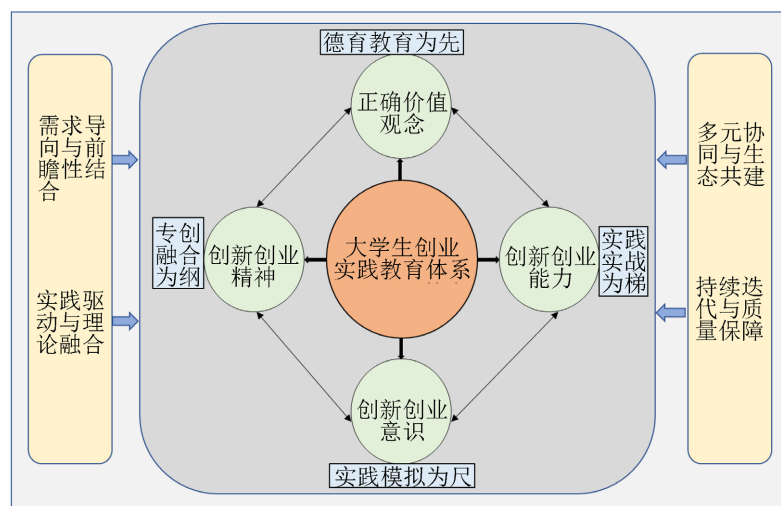 德育教育为先
正确价值
观念
需求导
向与前
瞻性结
合
多元协
同与生
态共建
专创
融合
为纲
创新创业
精神
大学生创业
实践教育体系
创新创业
能力
实践
实战
为梯
实践驱
动与理
论融合
持续迭
代与质
量保障
创新创业
意识
实践模拟为尺